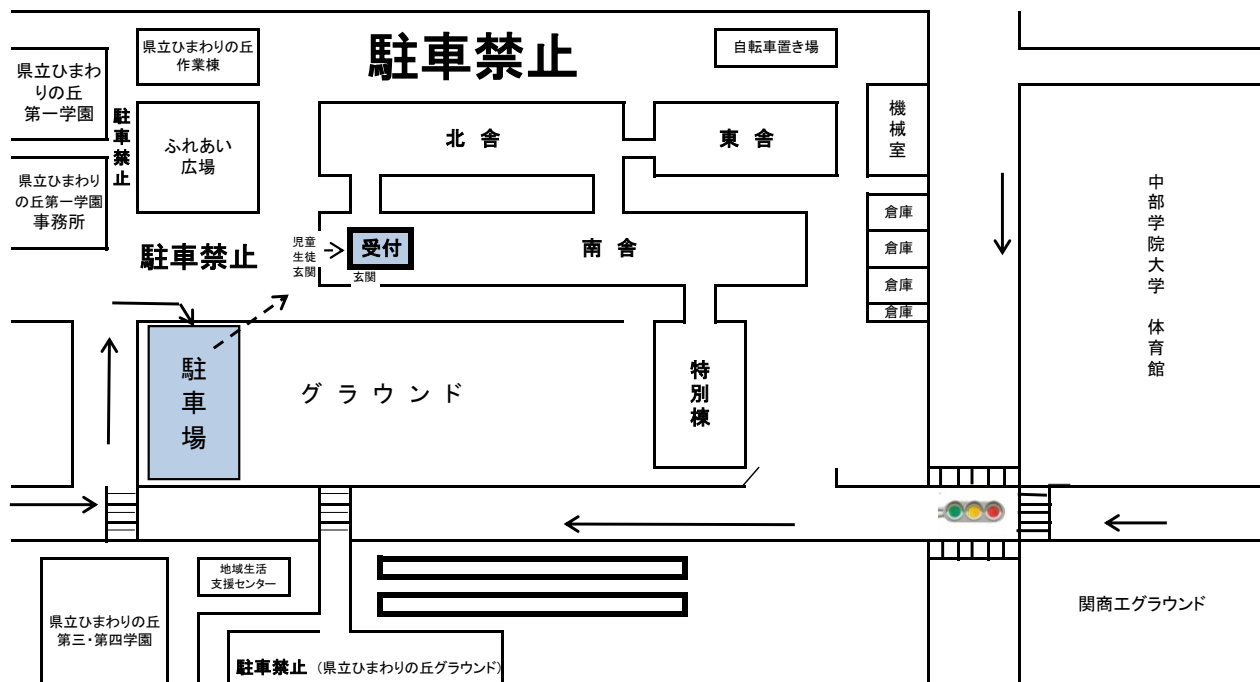 県立ひまわりの丘
作業棟
駐車禁止
自転車置き場
県立ひまわ
りの丘
第一学園
駐車禁止
ふれあい
広場
北 舎
東 舎
機械室
県立ひまわり
の丘第一学園
事務所
倉庫
倉庫
倉庫
倉庫
中部学院大学 体育館
駐車禁止
児童
生徒
玄関
受付
玄関
南 舎
駐車場
グラウンド
特別棟
地域生活
支援センター
県立ひまわりの丘
第三・第四学園
駐車禁止（県立ひまわりの丘グラウンド）
関商工グラウンド